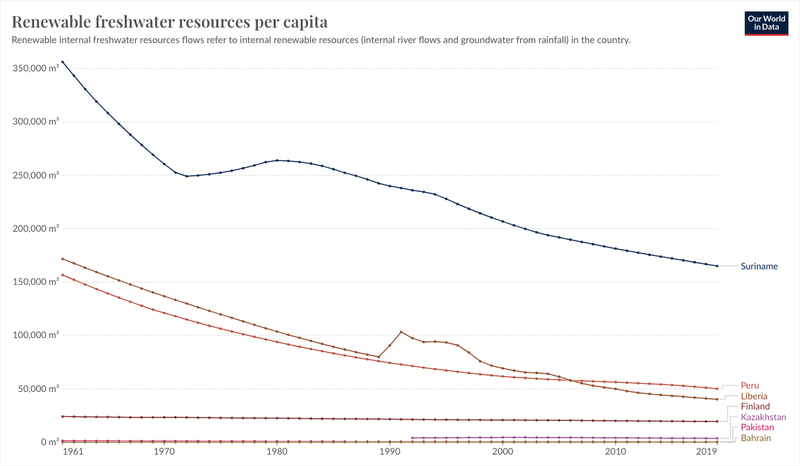 Renewable freshwater resources per capita
Renewable internal freshwater resources flows refer to internal renewable resources (internal river flows and groundwater from rainfall) in the country.
Our World
in Data
350,000 m³
300,000 m³
250,000 m³
200,000 m³
150,000 m³
100,000 m³
50,000 m³
0 m³
Suriname
Peru
Liberia
Finland
Kazakhstan
Pakistan
Bahrain
1961
1970
1980
1990
2000
2010
2019